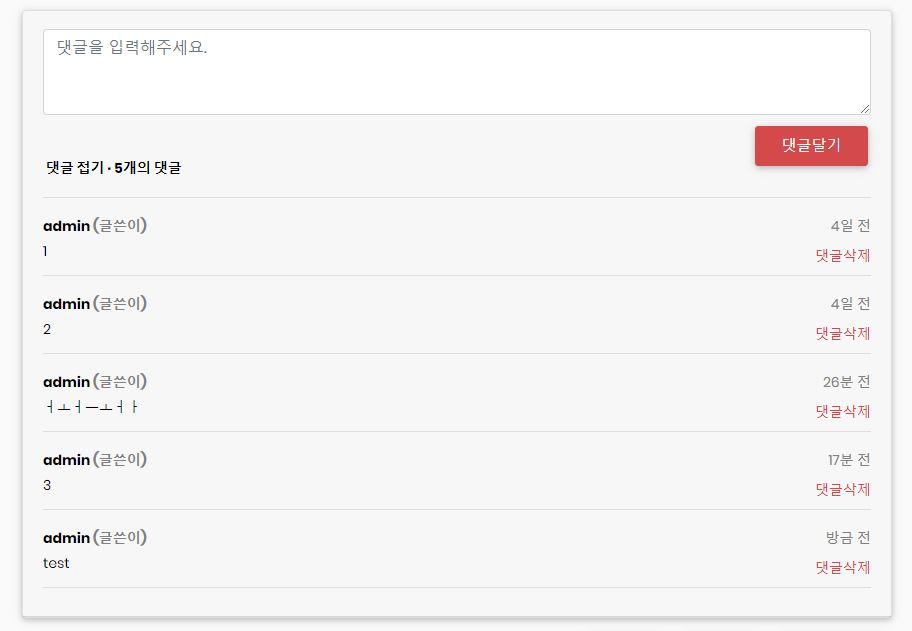 댓글을 입력해주세요.
댓글달기
댓글 접기 · 5개의 댓글
admin (글쓴이) 4일 전
1 댓글삭제
admin (글쓴이) 4일 전
2 댓글삭제
admin (글쓴이) 26분 전
ㅓㅗㅓㅡㅗㅓㅏ 댓글삭제
admin (글쓴이) 17분 전
3 댓글삭제
admin (글쓴이) 방금 전
test 댓글삭제